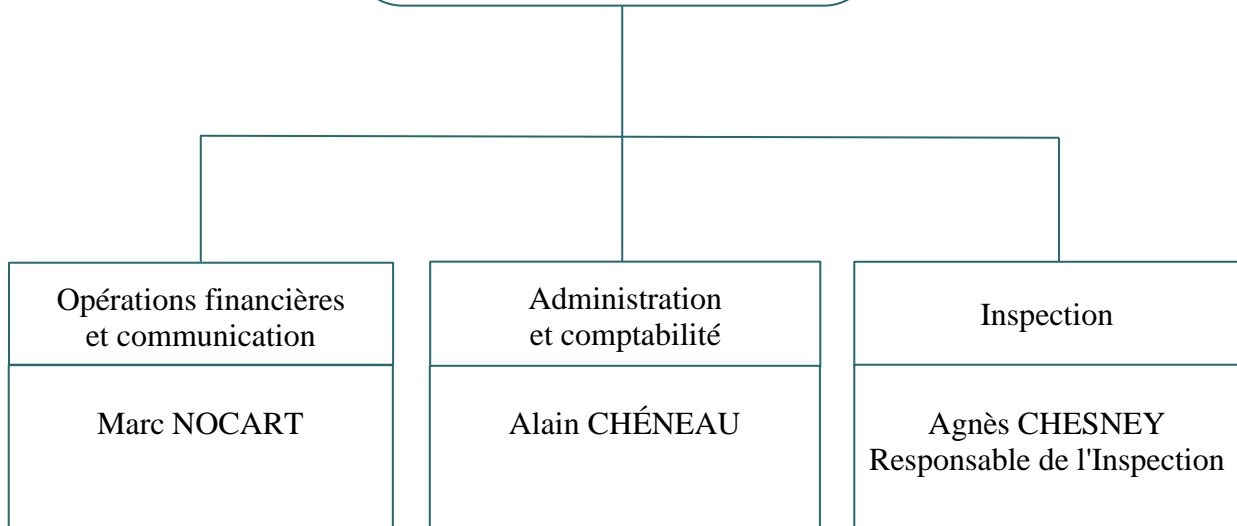 Opérations financières
et communication
Marc NOCART
Administration
et comptabilité
Alain CHÉNEAU
Inspection
Agnès CHESNEY
Responsable de l'Inspection